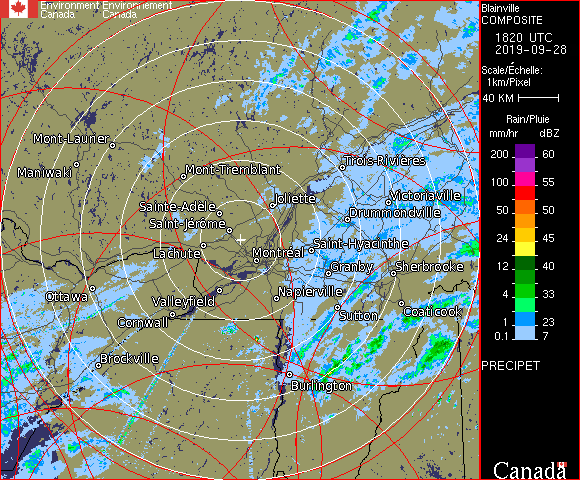 Environment Environnement
Canada Canada
Blainville
COMPOSITE
1820 UTC
2019-09-28
Scale/Échelle:
1km/Pixel
40 KM
Rain/Pluie
mm/hr dBZ
200 60
100 55
50 50
24 45
12 40
4 33
1 23
0.1 7
PRECIPET
Canada
Mont-Laurier
Maniwaki
Mont-Tremblant
Trois-Rivières
Sainte-Adèle
Joliette
Victoriaville
Saint-Jérôme
Drummondville
Lachute
Montréal
Saint-Hyacinthe
Granby
Sherbrooke
Ottawa
Valleyfield
Napierville
Cornwall
Sutton
Coaticook
Brockville
Burlington